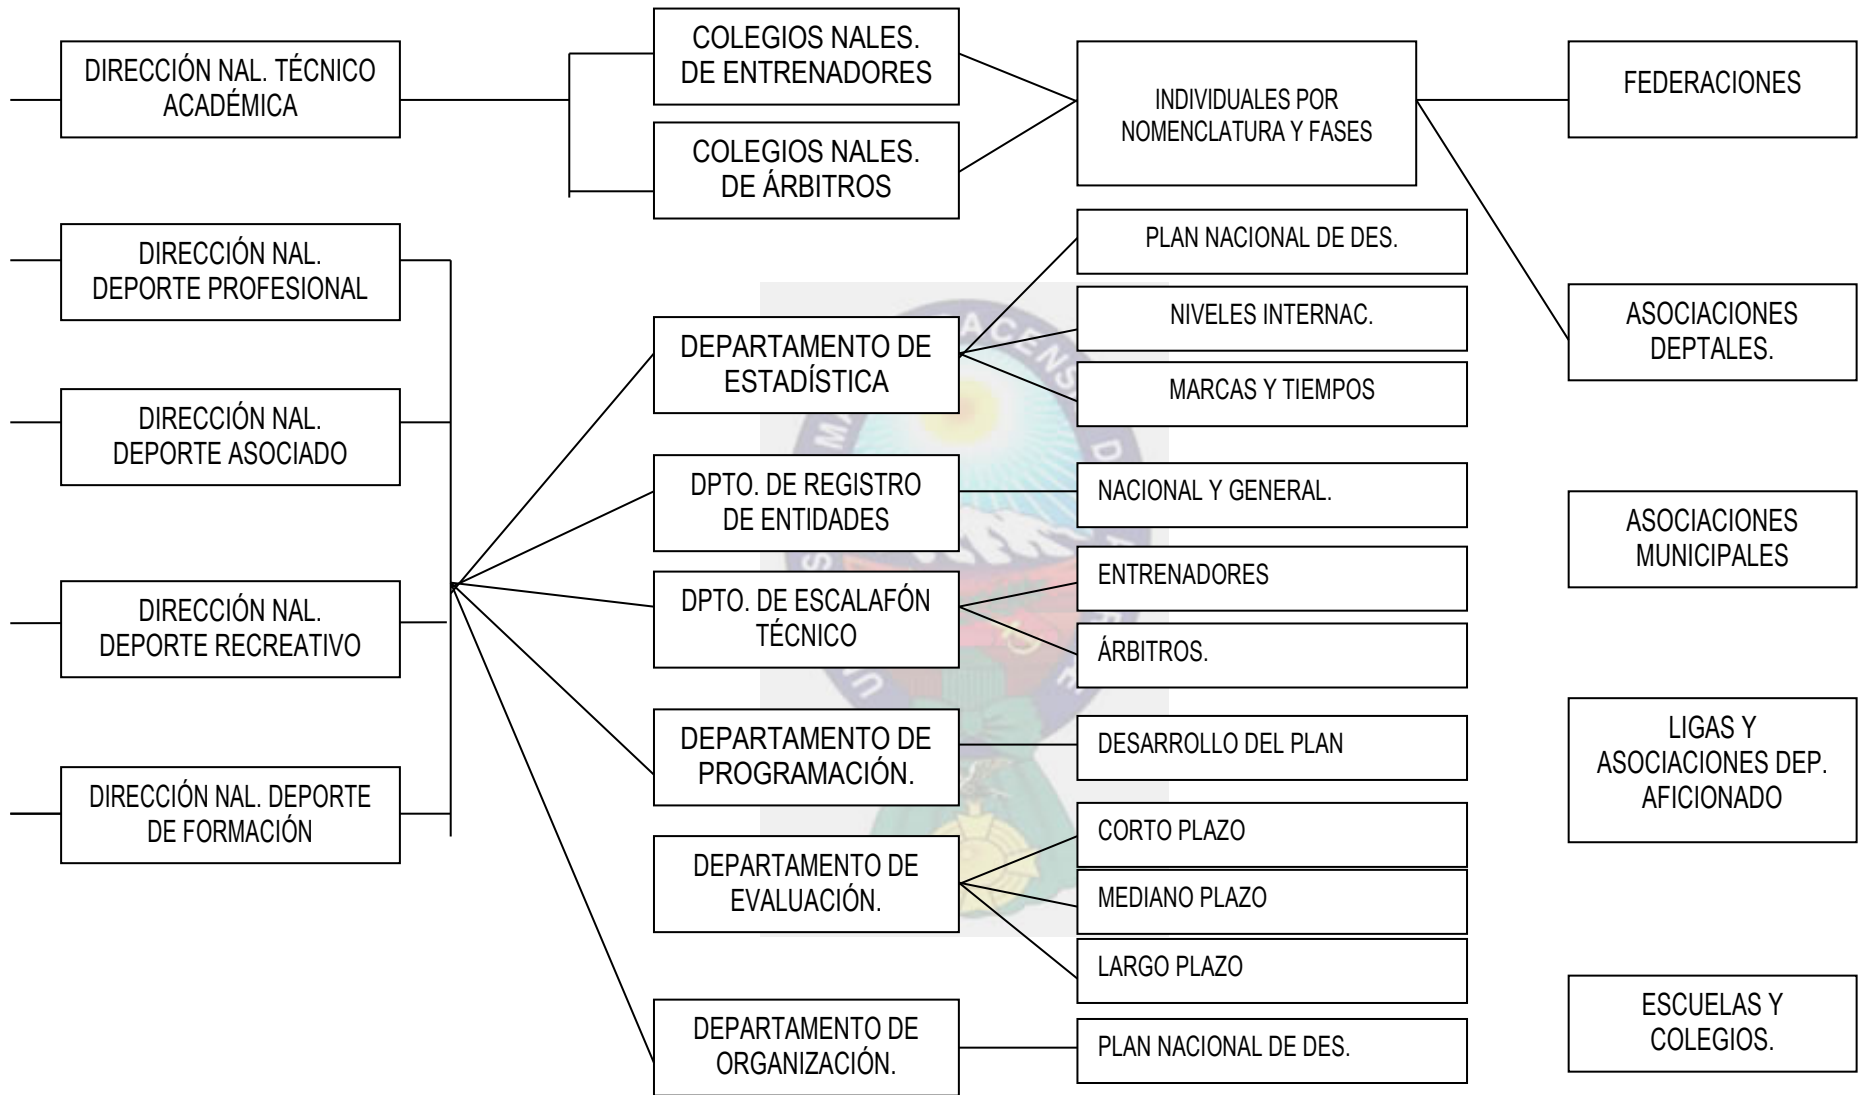 DIRECCIÓN NAL. TÉCNICO
ACADÉMICA
DIRECCIÓN NAL.
DEPORTE PROFESIONAL
DIRECCIÓN NAL.
DEPORTE ASOCIADO
DIRECCIÓN NAL.
DEPORTE RECREATIVO
DIRECCIÓN NAL. DEPORTE
DE FORMACIÓN
COLEGIOS NALES.
DE ENTRENADORES
COLEGIOS NALES.
DE ÁRBITROS
DEPARTAMENTO DE
ESTADÍSTICA
DPTO. DE REGISTRO
DE ENTIDADES
DPTO. DE ESCALAFÓN
TÉCNICO
DEPARTAMENTO DE
PROGRAMACIÓN.
DEPARTAMENTO DE
EVALUACIÓN.
DEPARTAMENTO DE
ORGANIZACIÓN.
INDIVIDUALES POR
NOMENCLATURA Y FASES
PLAN NACIONAL DE DES.
NIVELES INTERNAC.
MARCAS Y TIEMPOS
NACIONAL Y GENERAL.
ENTRENADORES
ÁRBITROS.
DESARROLLO DEL PLAN
CORTO PLAZO
MEDIANO PLAZO
LARGO PLAZO
PLAN NACIONAL DE DES.
FEDERACIONES
ASOCIACIONES
DEPTALES.
ASOCIACIONES
MUNICIPALES
LIGAS Y
ASOCIACIONES DEP.
AFICIONADO
ESCUELAS Y
COLEGIOS.